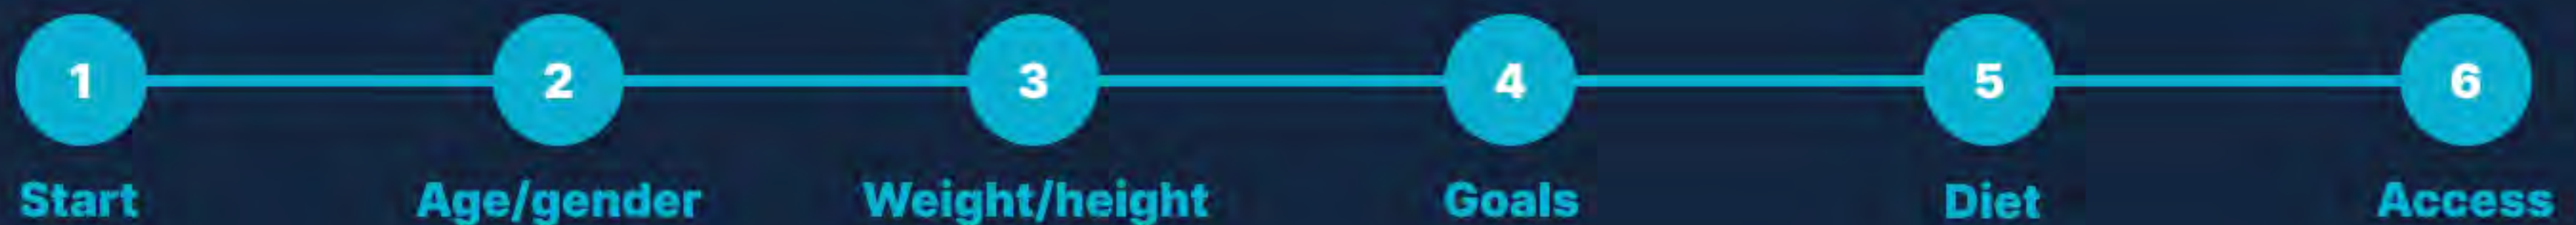 1 2 3 4 5 6
Start Age/gender Weight/height Goals Diet Access